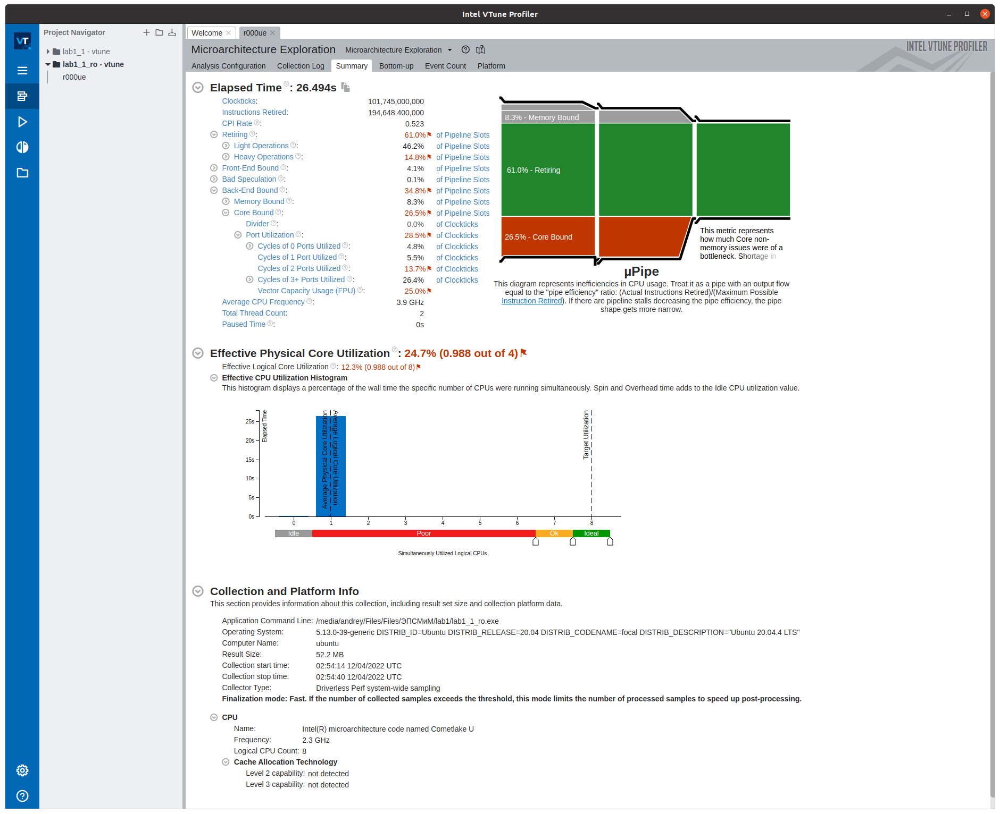 Intel VTune Profiler
Project Navigator
Welcome
r000ue
VT
lab1_1 - vtune
lab1_1_ro - vtune
r000ue
Microarchitecture Exploration Microarchitecture Exploration
INTEL VTUNE PROFILER
Analysis Configuration Collection Log Summary Bottom-up Event Count Platform
Elapsed Time: 26.494s
Clockticks: 101,745,000,000
Instructions Retired: 194,648,400,000
CPI Rate: 0.523
Retiring: 61.0% of Pipeline Slots
Light Operations: 46.2% of Pipeline Slots
Heavy Operations: 14.8% of Pipeline Slots
Front-End Bound: 4.1% of Pipeline Slots
Bad Speculation: 0.1% of Pipeline Slots
Back-End Bound: 34.8% of Pipeline Slots
Memory Bound: 8.3% of Pipeline Slots
Core Bound: 26.5% of Pipeline Slots
Divider: 0.0% of Clockticks
Port Utilization: 28.5% of Clockticks
Cycles of 0 Ports Utilized: 4.8% of Clockticks
Cycles of 1 Port Utilized: 5.5% of Clockticks
Cycles of 2 Ports Utilized: 13.7% of Clockticks
Cycles of 3+ Ports Utilized: 26.4% of Clockticks
Vector Capacity Usage (FPU): 25.0%
Average CPU Frequency: 3.9 GHz
Total Thread Count: 2
Paused Time: 0s
8.3% - Memory Bound
61.0% - Retiring
26.5% - Core Bound
This metric represents
how much Core non-
memory issues were of a
bottleneck. Shortage in
µPipe
This diagram represents inefficiencies in CPU usage. Treat it as a pipe with an output flow
equal to the "pipe efficiency" ratio: (Actual Instructions Retired)/(Maximum Possible
Instruction Retired). If there are pipeline stalls decreasing the pipe efficiency, the pipe
shape gets more narrow.
Effective Physical Core Utilization: 24.7% (0.988 out of 4)
Effective Logical Core Utilization: 12.3% (0.988 out of 8)
Effective CPU Utilization Histogram
This histogram displays a percentage of the wall time the specific number of CPUs were running simultaneously. Spin and Overhead time adds to the Idle CPU utilization value.
Elapsed Time
25s
20s
15s
10s
5s
0s
Average Physical Core Utilization
Average Logical Core Utilization
Target Utilization
0 1 2 3 4 5 6 7 8
Idle Poor Ok Ideal
Simultaneously Utilized Logical CPUs
Collection and Platform Info
This section provides information about this collection, including result set size and collection platform data.
Application Command Line: /media/andrey/Files/Files/ЭПСМиМ/lab1/lab1_1_ro.exe
Operating System: 5.13.0-39-generic DISTRIB_ID=Ubuntu DISTRIB_RELEASE=20.04 DISTRIB_CODENAME=focal DISTRIB_DESCRIPTION="Ubuntu 20.04.4 LTS"
Computer Name: ubuntu
Result Size: 52.2 MB
Collection start time: 02:54:14 12/04/2022 UTC
Collection stop time: 02:54:40 12/04/2022 UTC
Collector Type: Driverless Perf system-wide sampling
Finalization mode: Fast. If the number of collected samples exceeds the threshold, this mode limits the number of processed samples to speed up post-processing.
CPU
Name: Intel(R) microarchitecture code named Cometlake U
Frequency: 2.3 GHz
Logical CPU Count: 8
Cache Allocation Technology
Level 2 capability: not detected
Level 3 capability: not detected